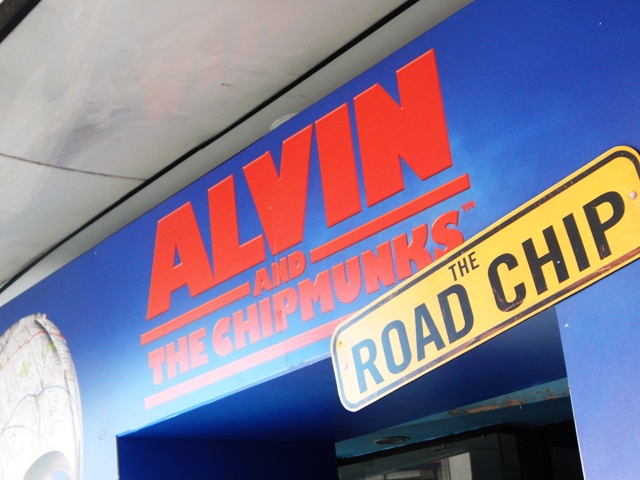 ALVIN
AND
THE CHIPMUNKS™
THE
ROAD CHIP